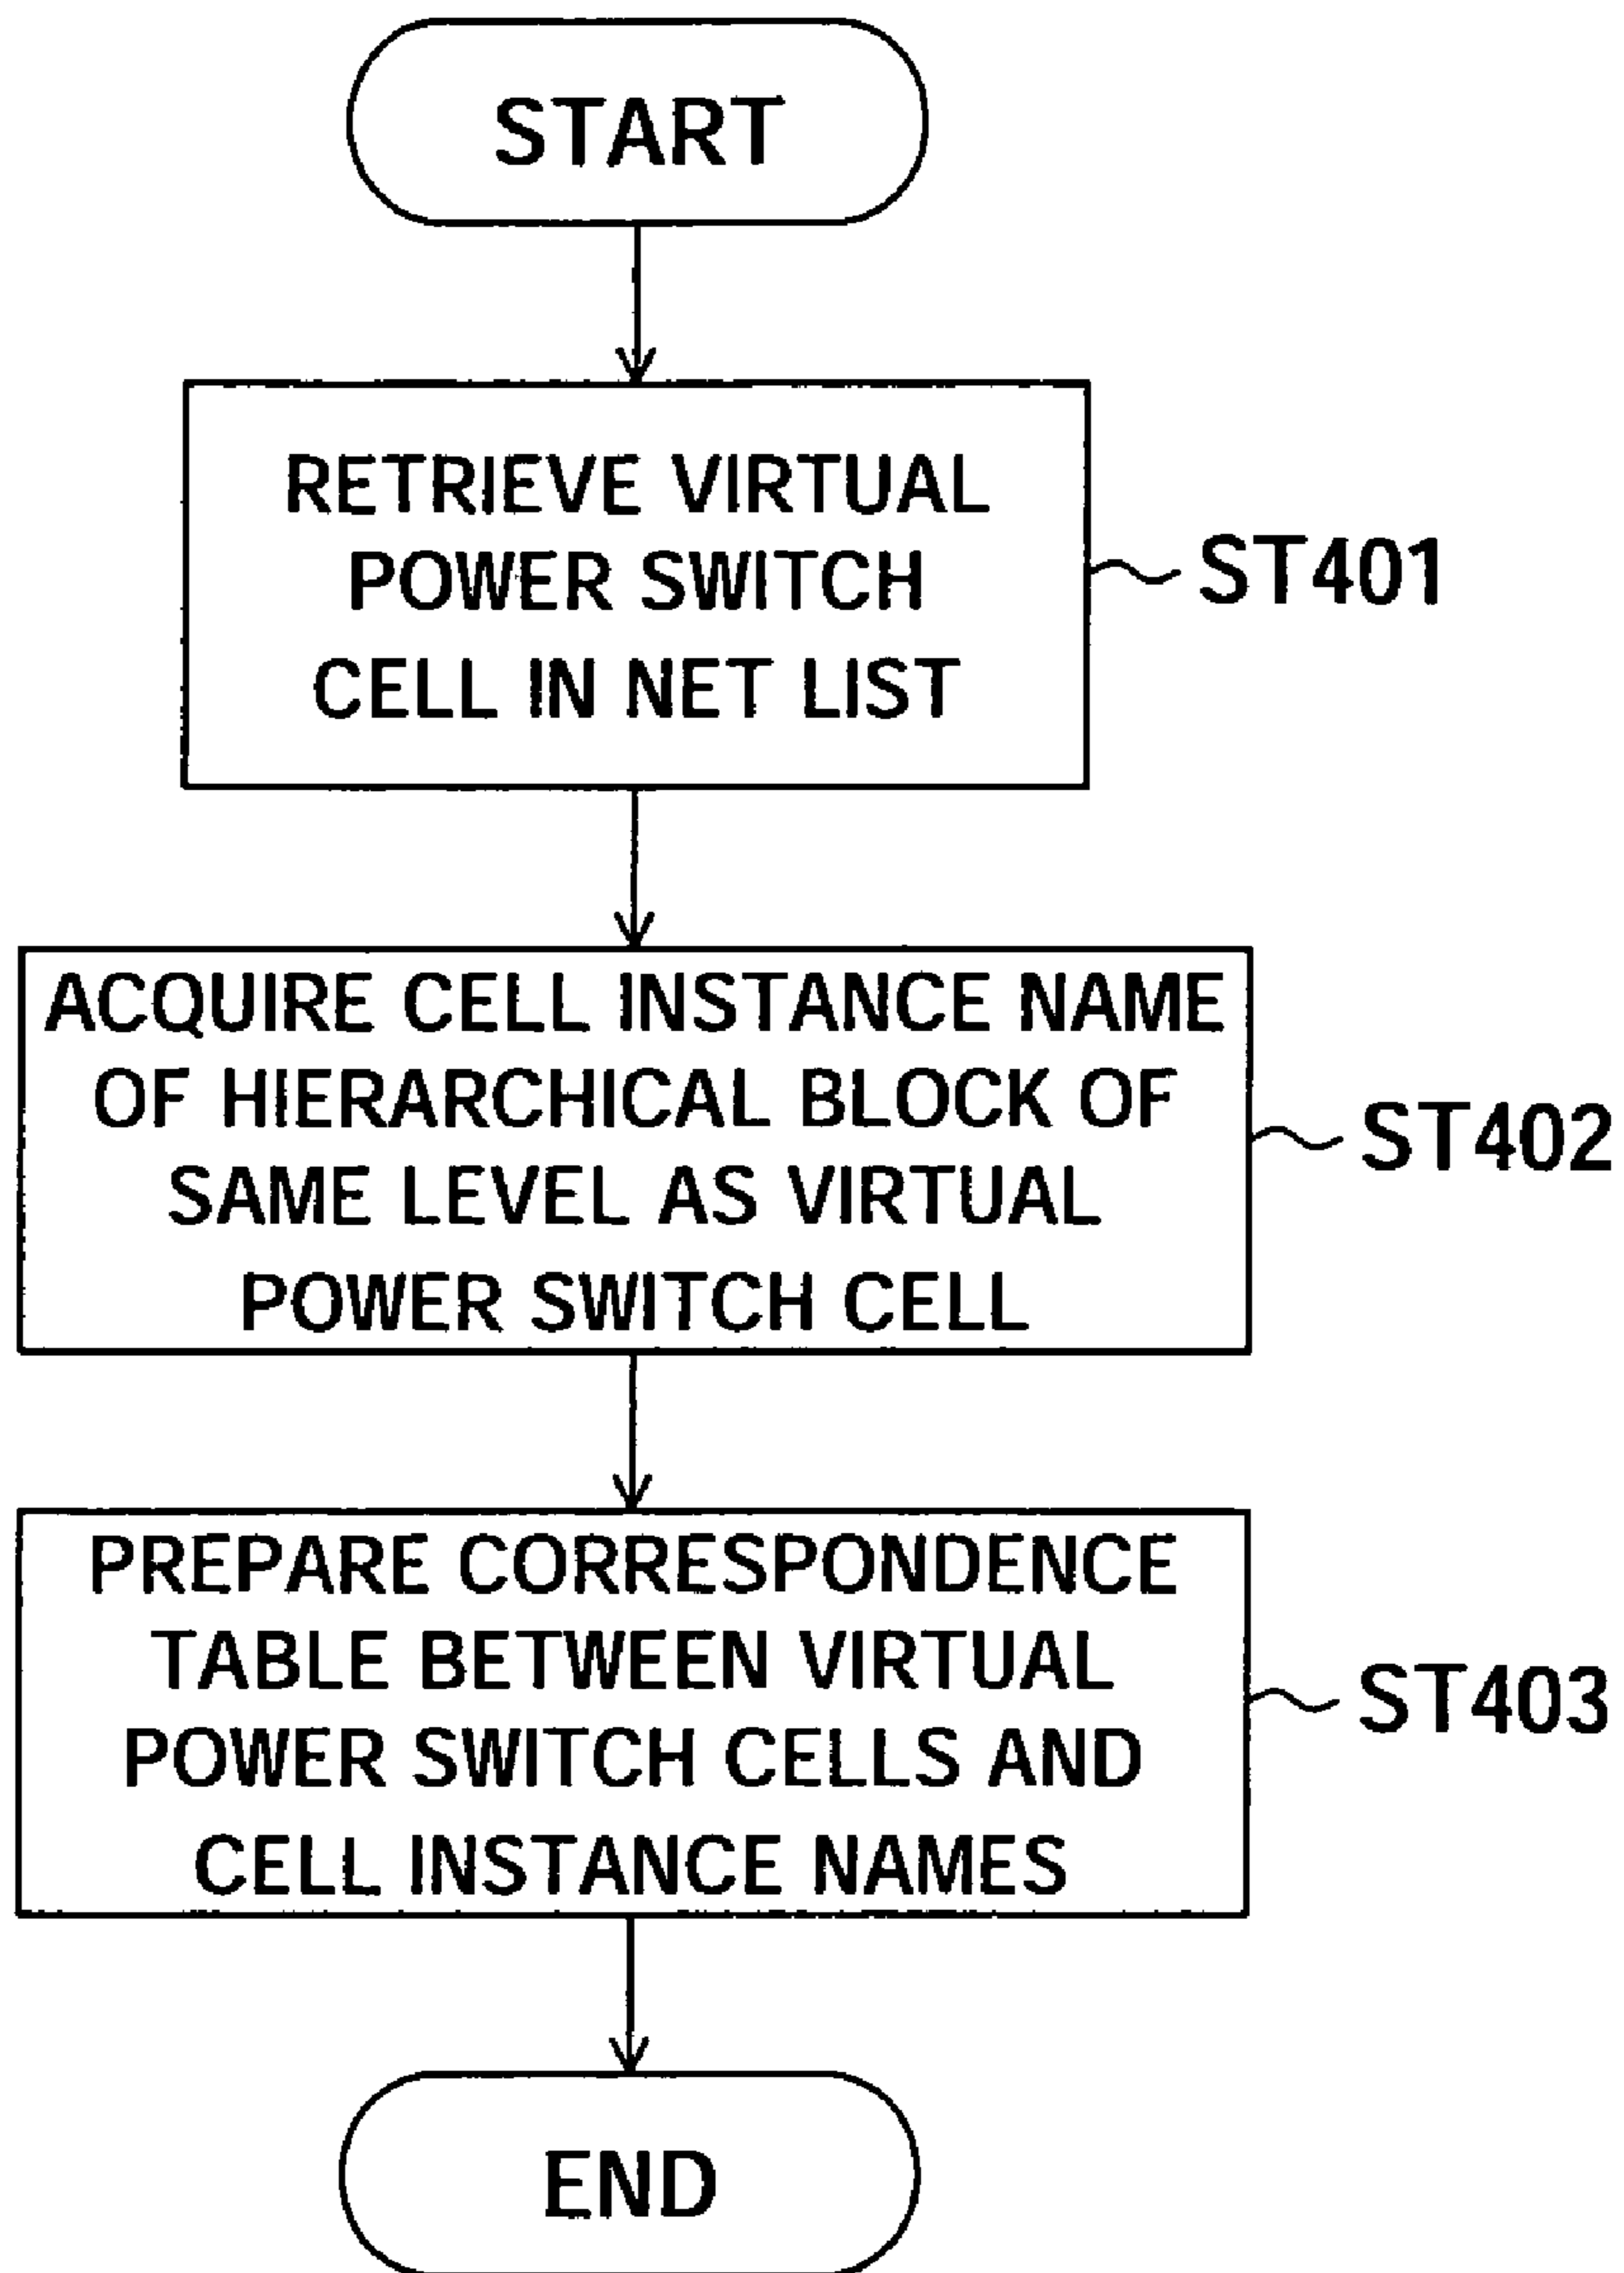 START
RETRIEVE VIRTUAL
POWER SWITCH
CELL IN NET LIST
ST401
ACQUIRE CELL INSTANCE NAME
OF HIERARCHICAL BLOCK OF
SAME LEVEL AS VIRTUAL
POWER SWITCH CELL
ST402
PREPARE CORRESPONDENCE
TABLE BETWEEN VIRTUAL
POWER SWITCH CELLS AND
CELL INSTANCE NAMES
ST403
END